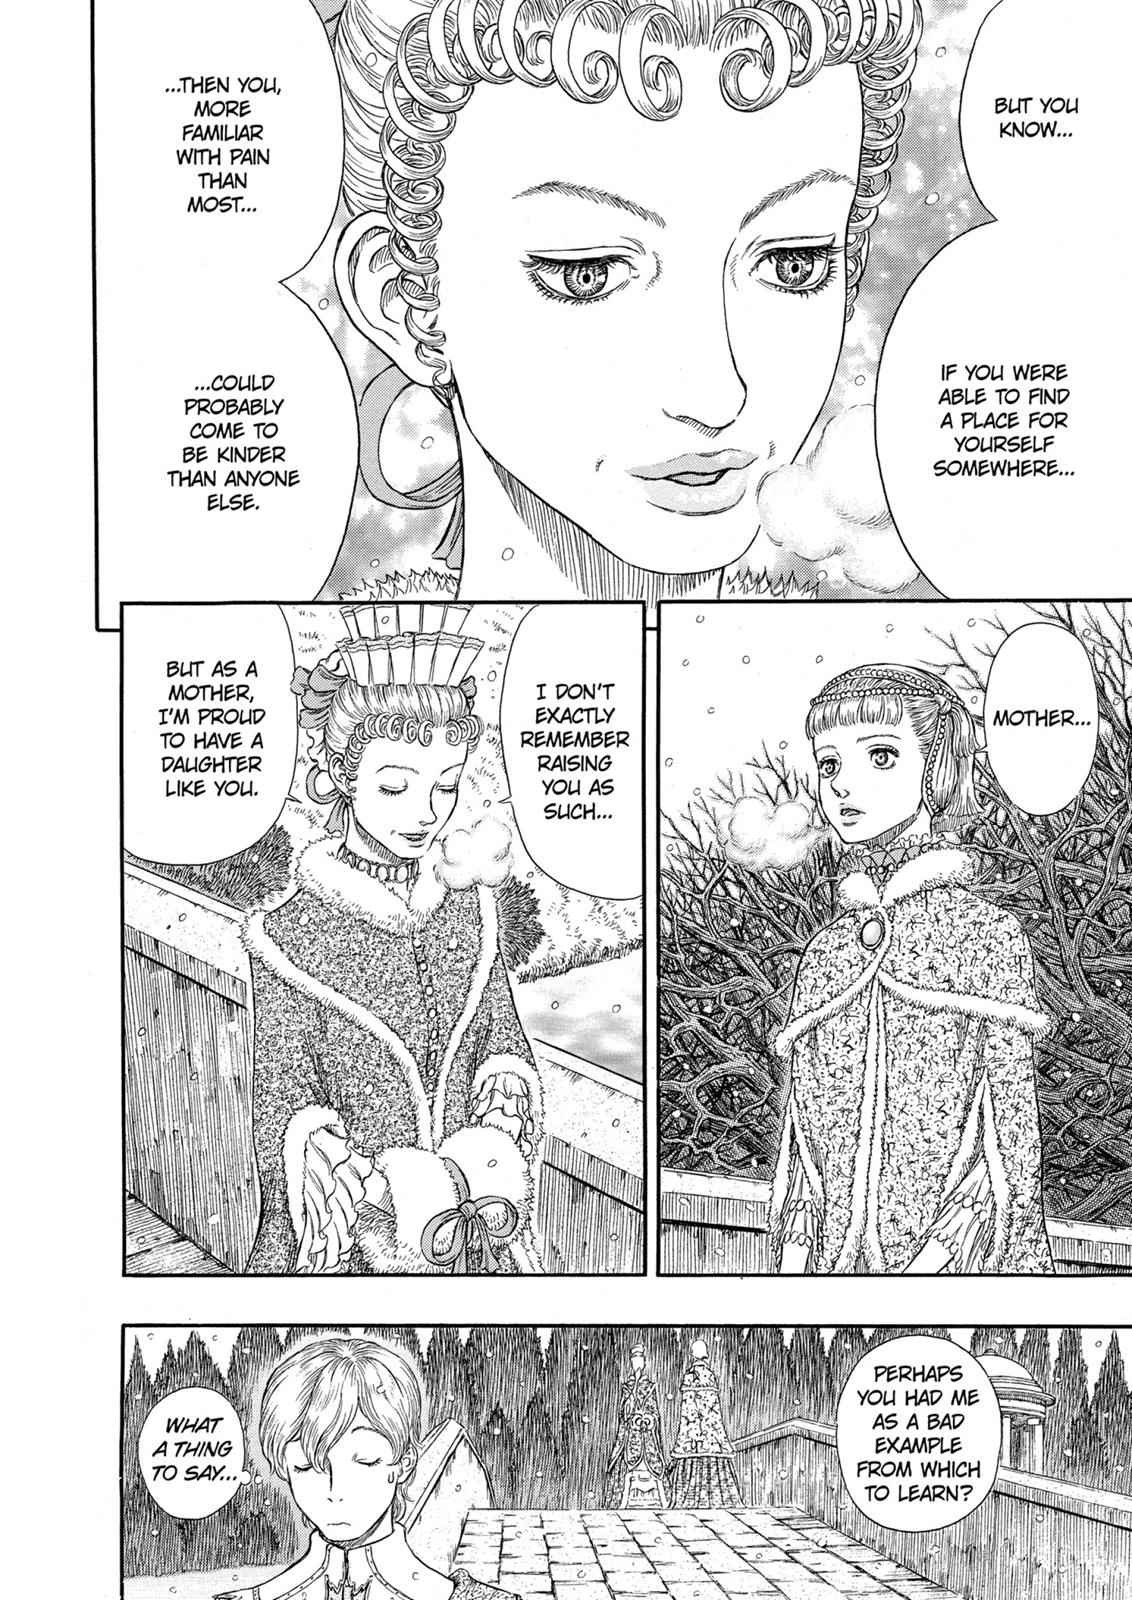 BUT YOU
KNOW...
IF YOU WERE
ABLE TO FIND
A PLACE FOR
YOURSELF
SOMEWHERE...
...THEN YOU,
MORE
FAMILIAR
WITH PAIN
THAN
MOST...
...COULD
PROBABLY
COME TO
BE KINDER
THAN ANYONE
ELSE.
MOTHER...
I DON'T
EXACTLY
REMEMBER
RAISING
YOU AS
SUCH...
BUT AS A
MOTHER,
I'M PROUD
TO HAVE A
DAUGHTER
LIKE YOU.
PERHAPS
YOU HAD ME
AS A BAD
EXAMPLE
FROM WHICH
TO LEARN?
WHAT
A THING
TO SAY...